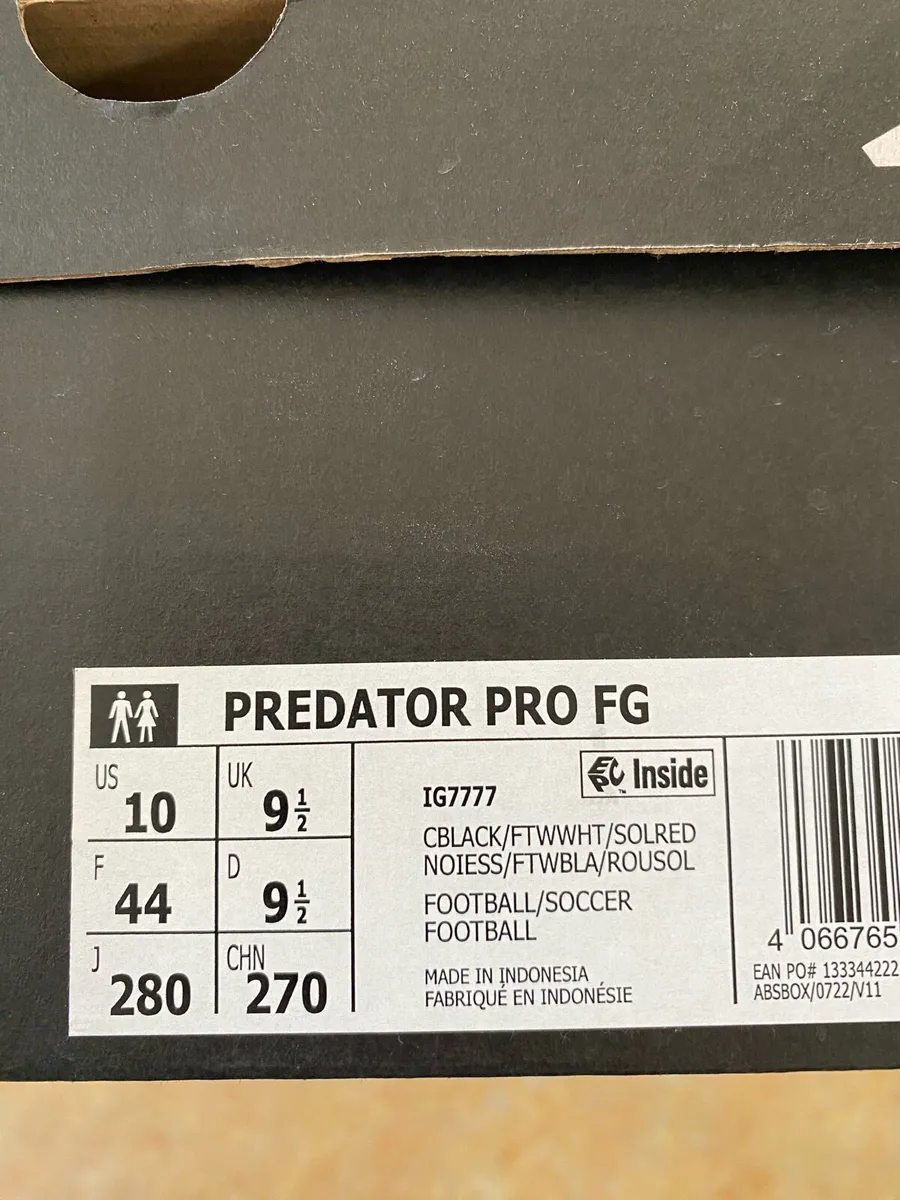 PREDATOR PRO FG
US 10
UK 9 1/2
F 44
D 9 1/2
J 280
CHN 270
EPC Inside
TM
IG7777
CBLACK/FTWWHT/SOLRED
NOIESS/FTWBLA/ROUSOL
FOOTBALL/SOCCER
FOOTBALL
MADE IN INDONESIA
FABRIQUÉ EN INDONÉSIE
4 066765
EAN PO# 133344222
ABSBOX/0722/V11